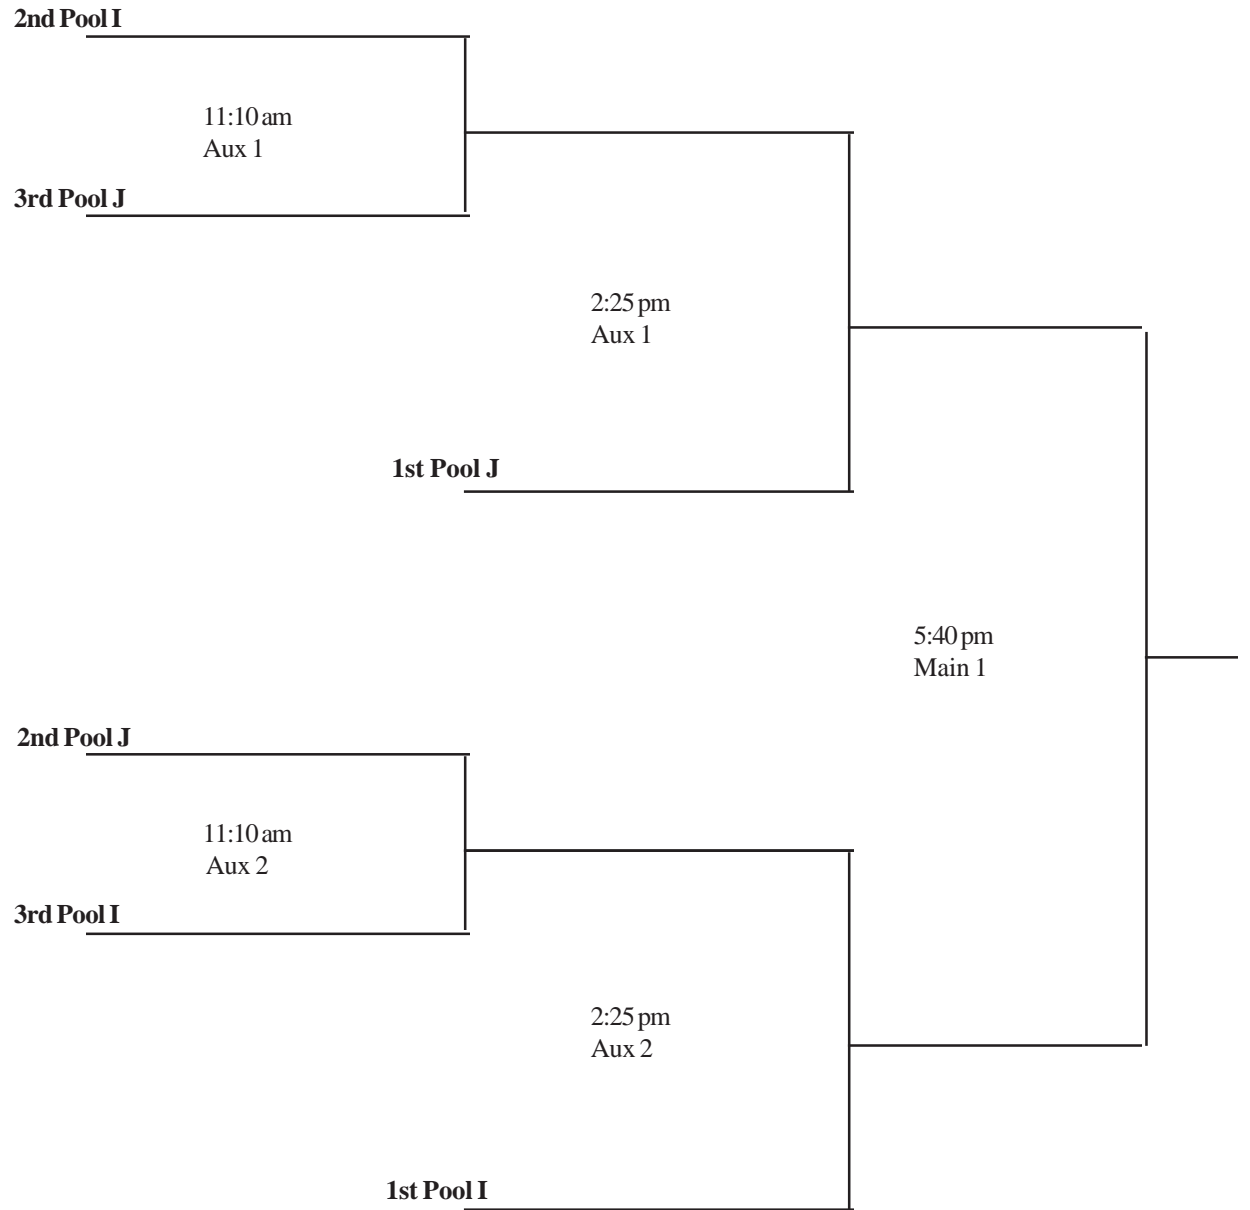 2nd Pool I
11:10 am
Aux 1
3rd Pool J
2:25 pm
Aux 1
1st Pool J
5:40 pm
Main 1
2nd Pool J
11:10 am
Aux 2
3rd Pool I
2:25 pm
Aux 2
1st Pool I